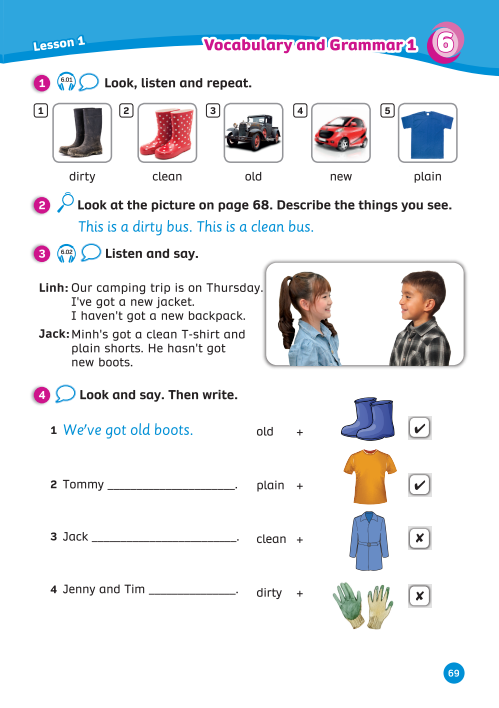 Lesson 1
Vocabulary and Grammar 1 6
1 6.01 Look, listen and repeat.
1 2 3 4 5
dirty clean old new plain
2 Look at the picture on page 68. Describe the things you see.
This is a dirty bus. This is a clean bus.
3 6.02 Listen and say.
Linh: Our camping trip is on Thursday.
I've got a new jacket.
I haven't got a new backpack.
Jack: Minh's got a clean T-shirt and
plain shorts. He hasn't got
new boots.
4 Look and say. Then write.
1 We've got old boots. old + ✔
2 Tommy ____________________. plain + ✔
3 Jack ______________________. clean + ✘
4 Jenny and Tim ______________. dirty + ✘
69